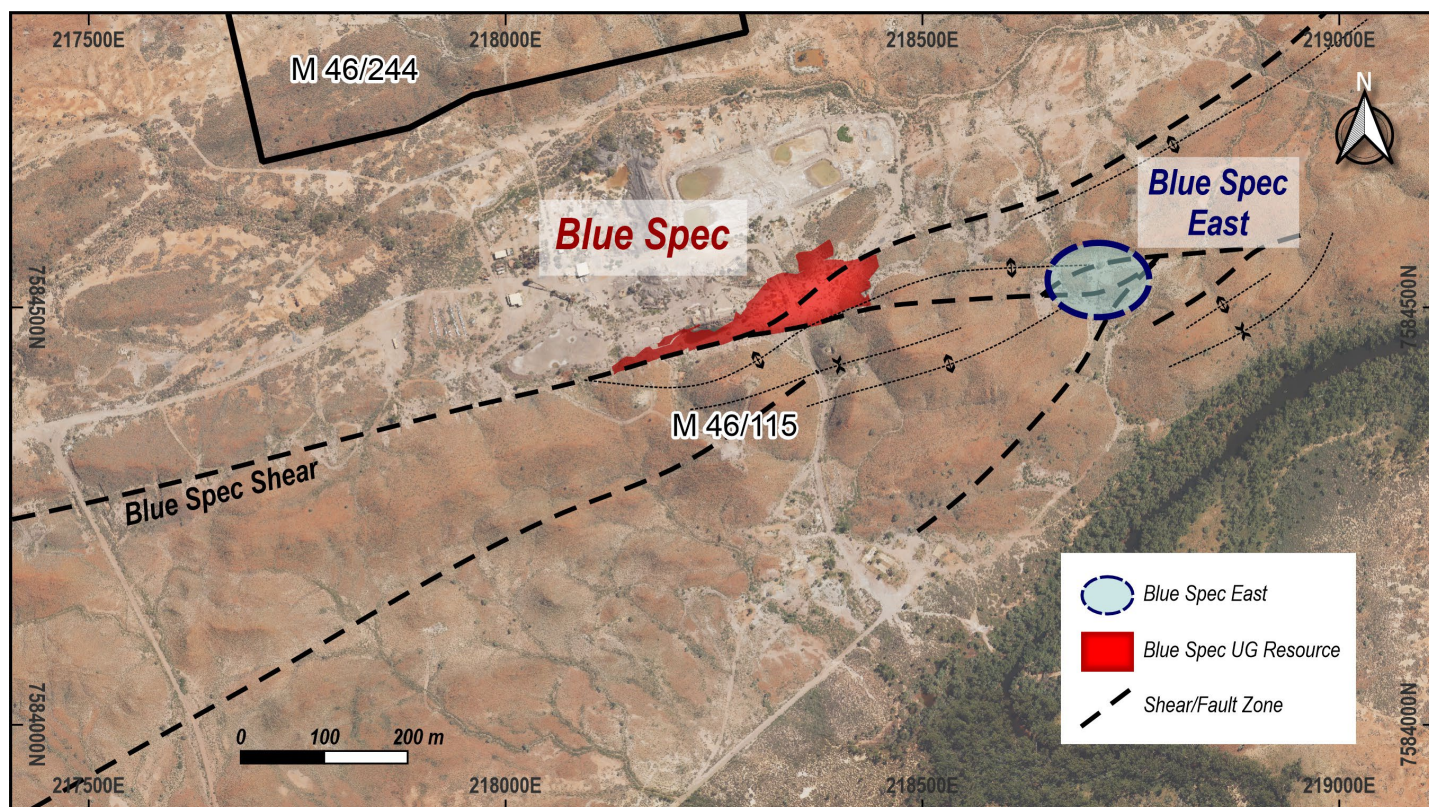 217500E
218000E
218500E
219000E
M 46/244
N
Blue Spec
East
Blue Spec
7584500N
7584500N
M 46/115
Blue Spec Shear
Blue Spec East
Blue Spec UG Resource
Shear/Fault Zone
7584000N
7584000N
0 100 200 m
217500E
218000E
218500E
219000E